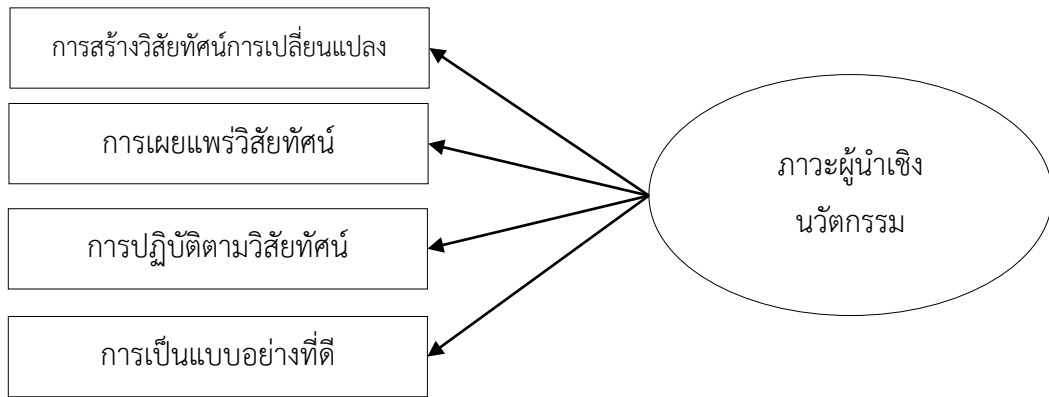 การสร้างวิสัยทัศน์การเปลี่ยนแปลง
การเผยแพร่วิสัยทัศน์
การปฏิบัติตามวิสัยทัศน์
การเป็นแบบอย่างที่ดี
ภาวะผู้นำเชิง
นวัตกรรม